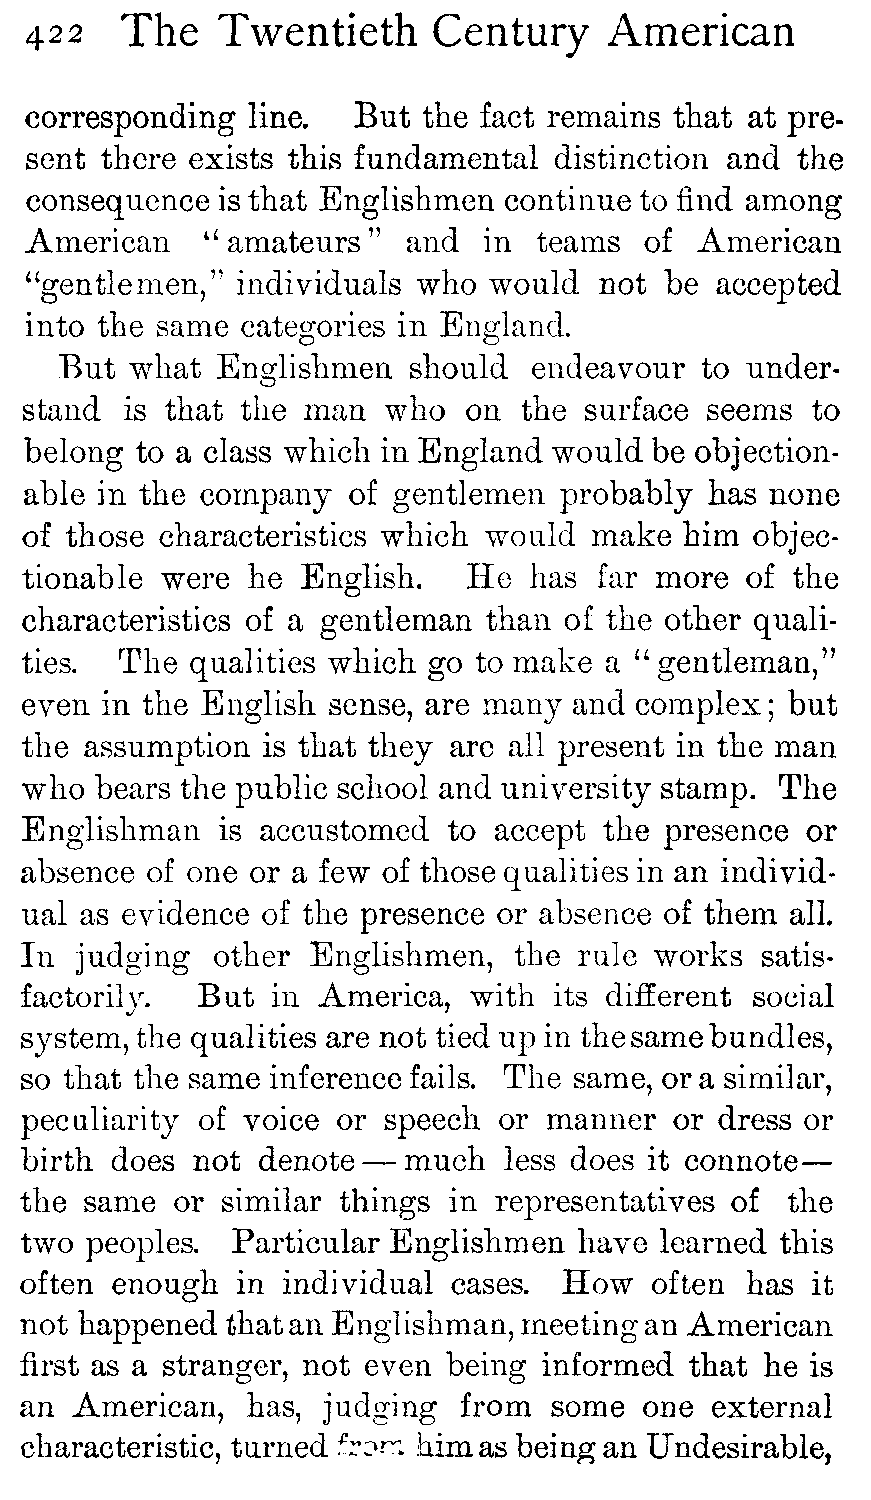 422 The Twentieth Century American
corresponding line. But the fact remains that at pre-
sent there exists this fundamental distinction and the
consequence is that Englishmen continue to find among
American "amateurs" and in teams of American
"gentlemen," individuals who would not be accepted
into the same categories in England.
But what Englishmen should endeavour to under-
stand is that the man who on the surface seems to
belong to a class which in England would be objection-
able in the company of gentlemen probably has none
of those characteristics which would make him objec-
tionable were he English. He has far more of the
characteristics of a gentleman than of the other quali-
ties. The qualities which go to make a "gentleman,"
even in the English sense, are many and complex; but
the assumption is that they are all present in the man
who bears the public school and university stamp. The
Englishman is accustomed to accept the presence or
absence of one or a few of those qualities in an individ-
ual as evidence of the presence or absence of them all.
In judging other Englishmen, the rule works satis-
factorily. But in America, with its different social
system, the qualities are not tied up in the same bundles,
so that the same inference fails. The same, or a similar,
peculiarity of voice or speech or manner or dress or
birth does not denote—much less does it connote—
the same or similar things in representatives of the
two peoples. Particular Englishmen have learned this
often enough in individual cases. How often has it
not happened that an Englishman, meeting an American
first as a stranger, not even being informed that he is
an American, has, judging from some one external
characteristic, turned from him as being an Undesirable,